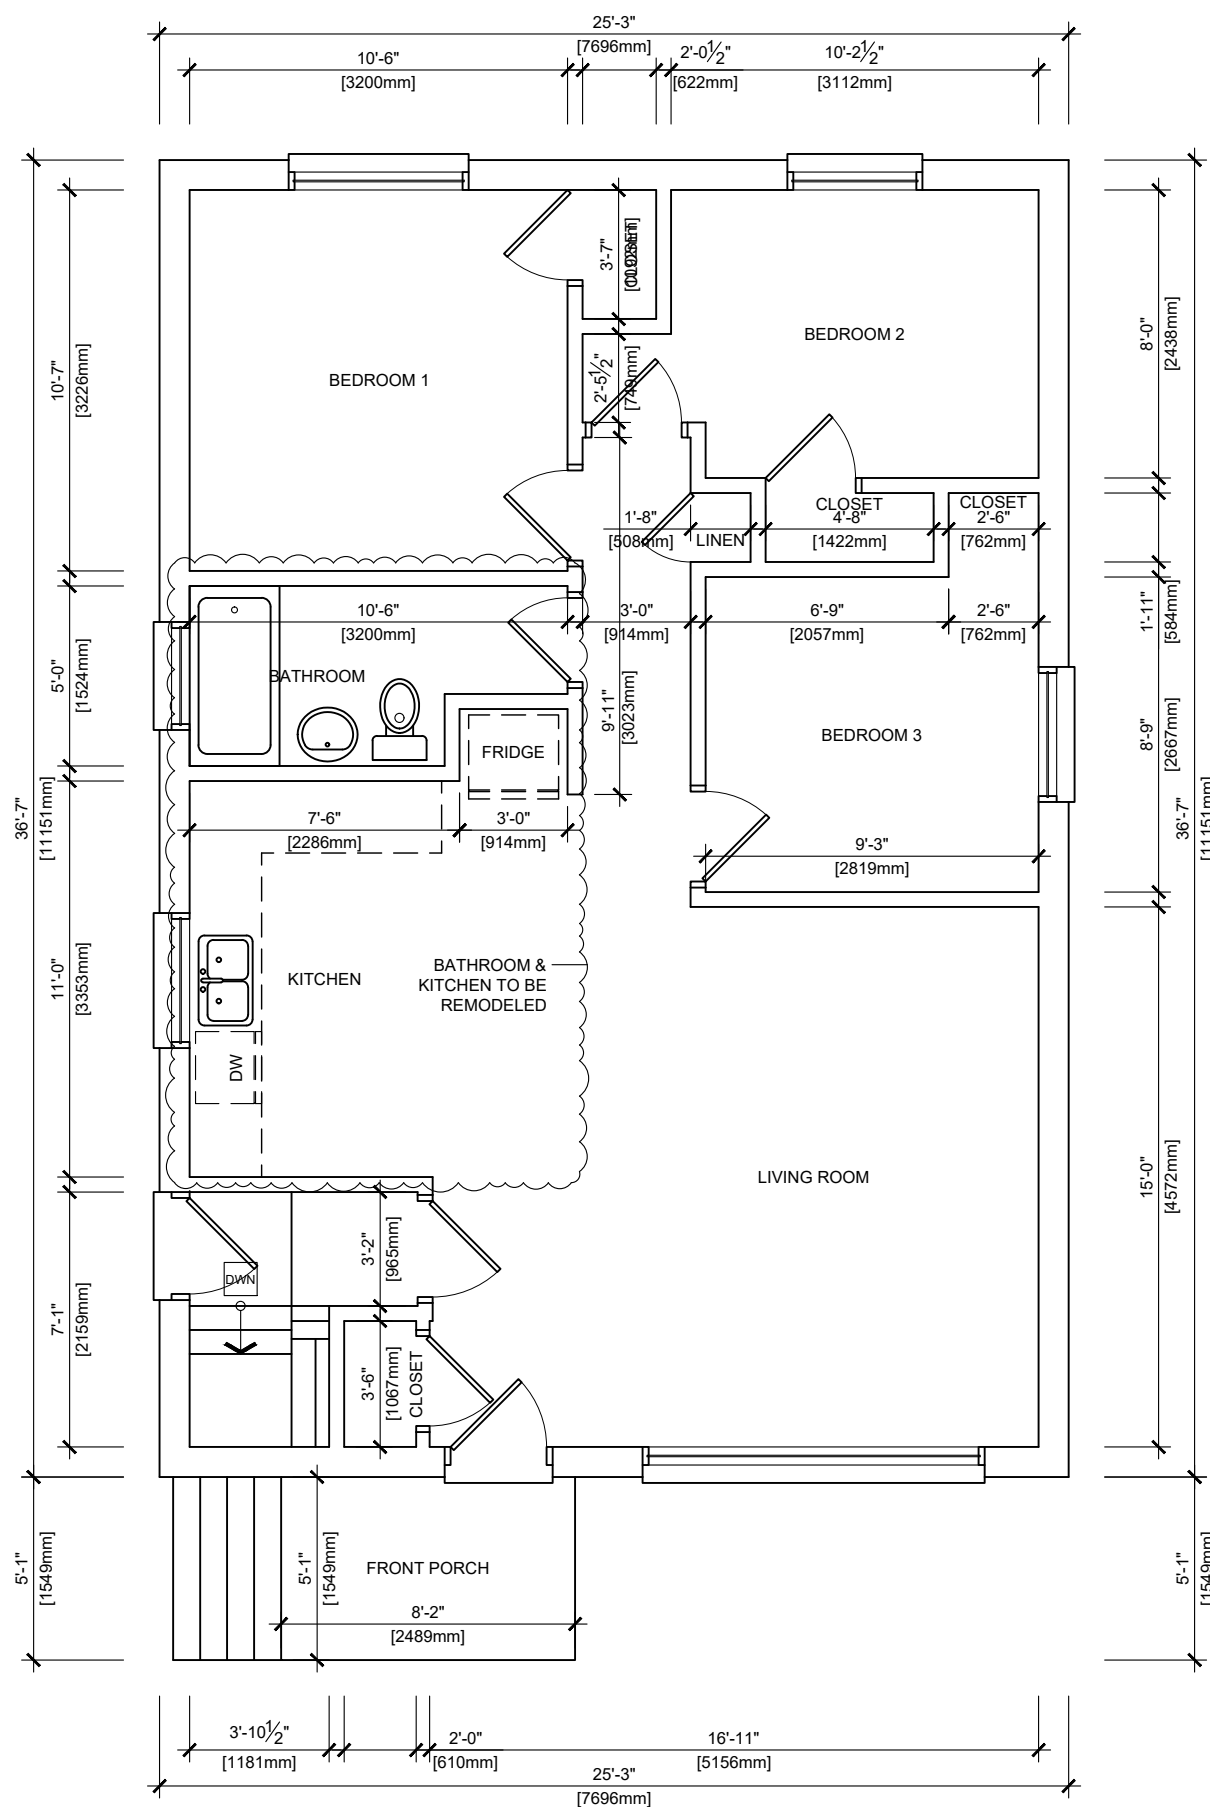 25'-3"
[7696mm]
10'-6"
[3200mm]
2'-0½"
[622mm]
10'-2½"
[3112mm]
3'-7"
CLOSET
BEDROOM 1
BEDROOM 2
10'-7"
[3226mm]
2'-5½"
[749mm]
8'-0"
[2438mm]
CLOSET
CLOSET
1'-8"
[508mm]
LINEN
4'-8"
[1422mm]
2'-6"
[762mm]
10'-6"
[3200mm]
3'-0"
[914mm]
6'-9"
[2057mm]
2'-6"
[762mm]
1'-11"
[584mm]
5'-0"
[1524mm]
BATHROOM
9'-11"
[3023mm]
FRIDGE
BEDROOM 3
8'-9"
[2667mm]
36'-7"
[11151mm]
36'-7"
[11151mm]
7'-6"
[2286mm]
3'-0"
[914mm]
9'-3"
[2819mm]
11'-0"
[3353mm]
KITCHEN
BATHROOM &
KITCHEN TO BE
REMODELED
DW
LIVING ROOM
15'-0"
[4572mm]
3'-2"
[965mm]
DWN
7'-1"
[2159mm]
3'-6"
[1067mm]
CLOSET
5'-1"
[1549mm]
5'-1"
[1549mm]
FRONT PORCH
8'-2"
[2489mm]
5'-1"
[1549mm]
3'-10½"
[1181mm]
2'-0"
[610mm]
16'-11"
[5156mm]
25'-3"
[7696mm]